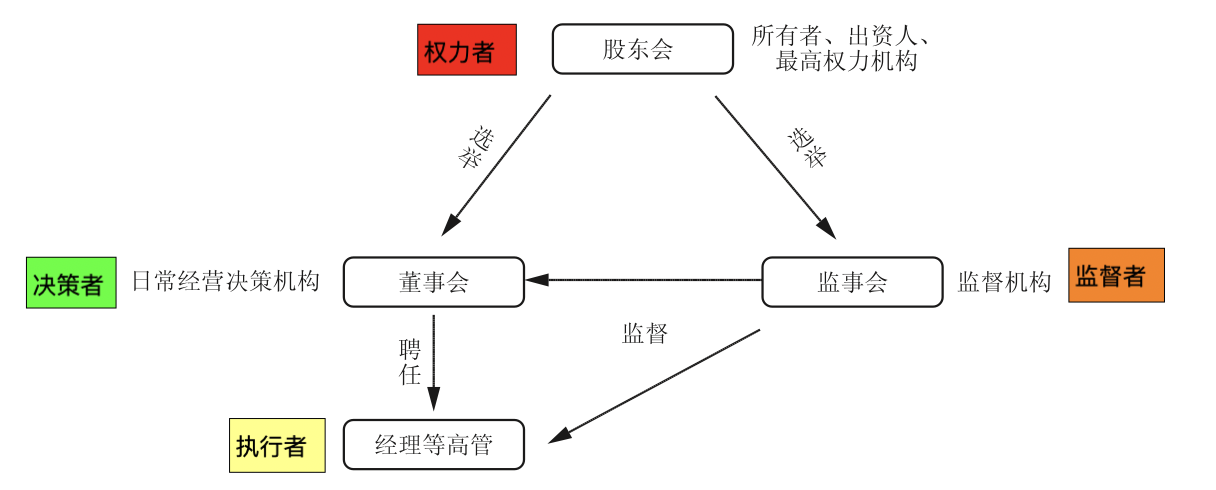 权力者
股东会
所有者、出资人、
最高权力机构
选举
选举
决策者
日常经营决策机构
董事会
监事会
监督机构
监督者
监督
聘
任
执行者
经理等高管